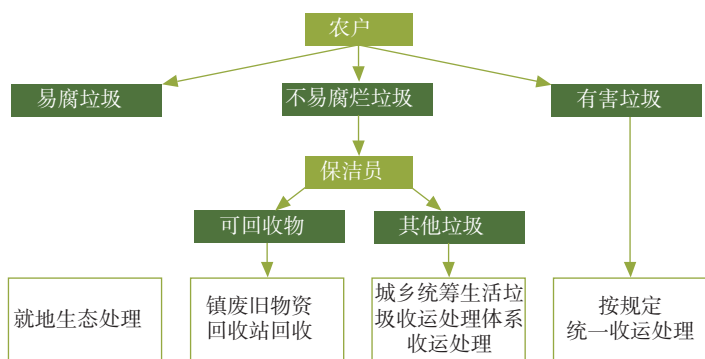 农户
易腐垃圾
不易腐烂垃圾
有害垃圾
保洁员
可回收物
其他垃圾
就地生态处理
镇废旧物资
回收站回收
城乡统筹生活垃
圾收运处理体系
收运处理
按规定
统一收运处理